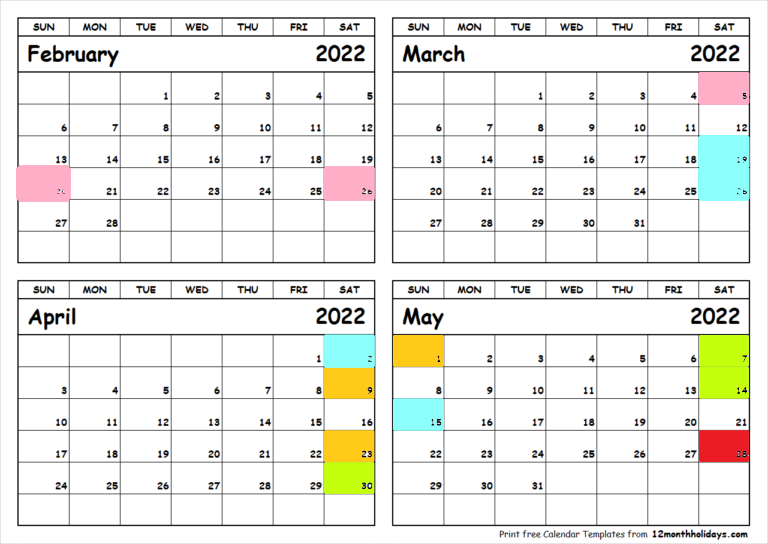 SUN MON TUE WED THU FRI SAT
February 2022
1 2 3 4 5
6 7 8 9 10 11 12
13 14 15 16 17 18 19
20 21 22 23 24 25 26
27 28
SUN MON TUE WED THU FRI SAT
March 2022
1 2 3 4 5
6 7 8 9 10 11 12
13 14 15 16 17 18 19
20 21 22 23 24 25 26
27 28 29 30 31
SUN MON TUE WED THU FRI SAT
April 2022
1 2
3 4 5 6 7 8 9
10 11 12 13 14 15 16
17 18 19 20 21 22 23
24 25 26 27 28 29 30
SUN MON TUE WED THU FRI SAT
May 2022
1 2 3 4 5 6 7
8 9 10 11 12 13 14
15 16 17 18 19 20 21
22 23 24 25 26 27 28
29 30 31
Print free Calendar Templates from 12monthholidays.com